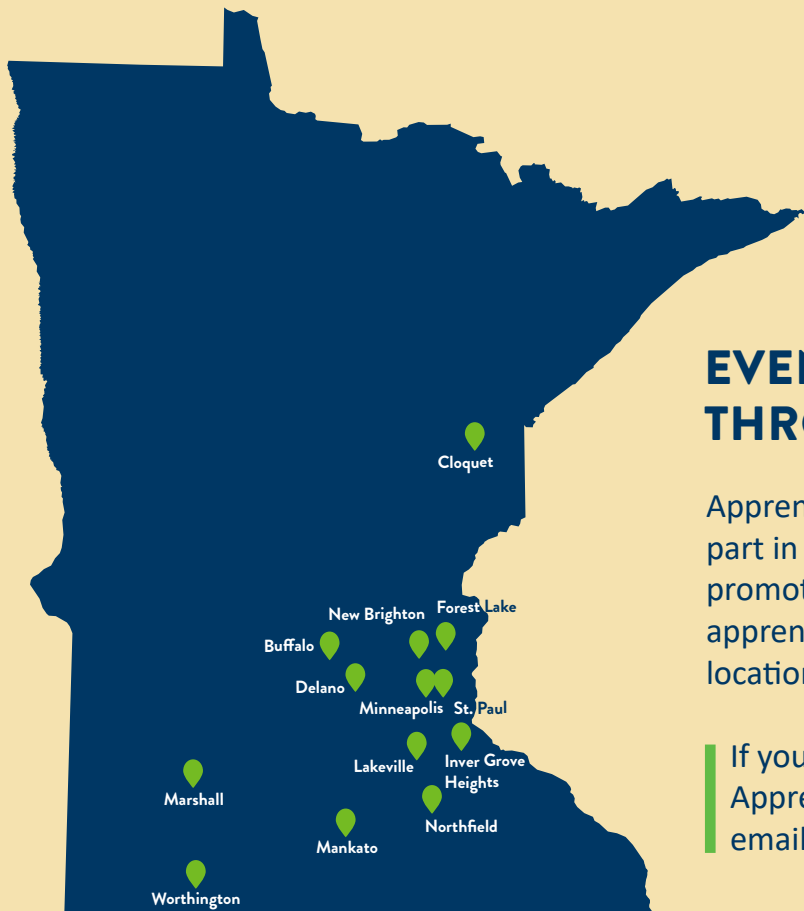 Cloquet
New Brighton
Forest Lake
Buffalo
Delano
Minneapolis
St. Paul
Lakeville
Inver Grove
Heights
Marshall
Northfield
Mankato
Worthington
EVE
THR
Appren
part in
promot
appren
location
If you
Appre
email